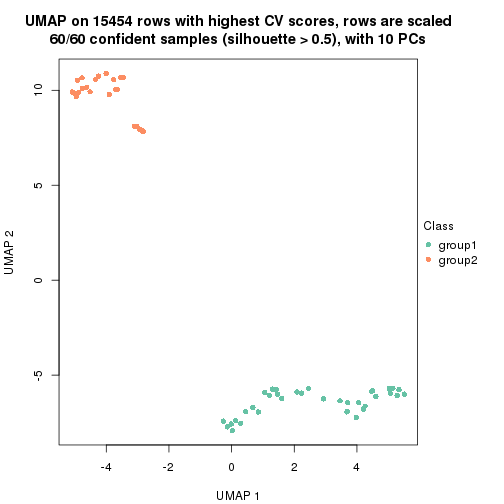 UMAP on 15454 rows with highest CV scores, rows are scaled
60/60 confident samples (silhouette > 0.5), with 10 PCs
10
5
0
-5
UMAP 2
-4
-2
0
2
4
UMAP 1
Class
group1
group2